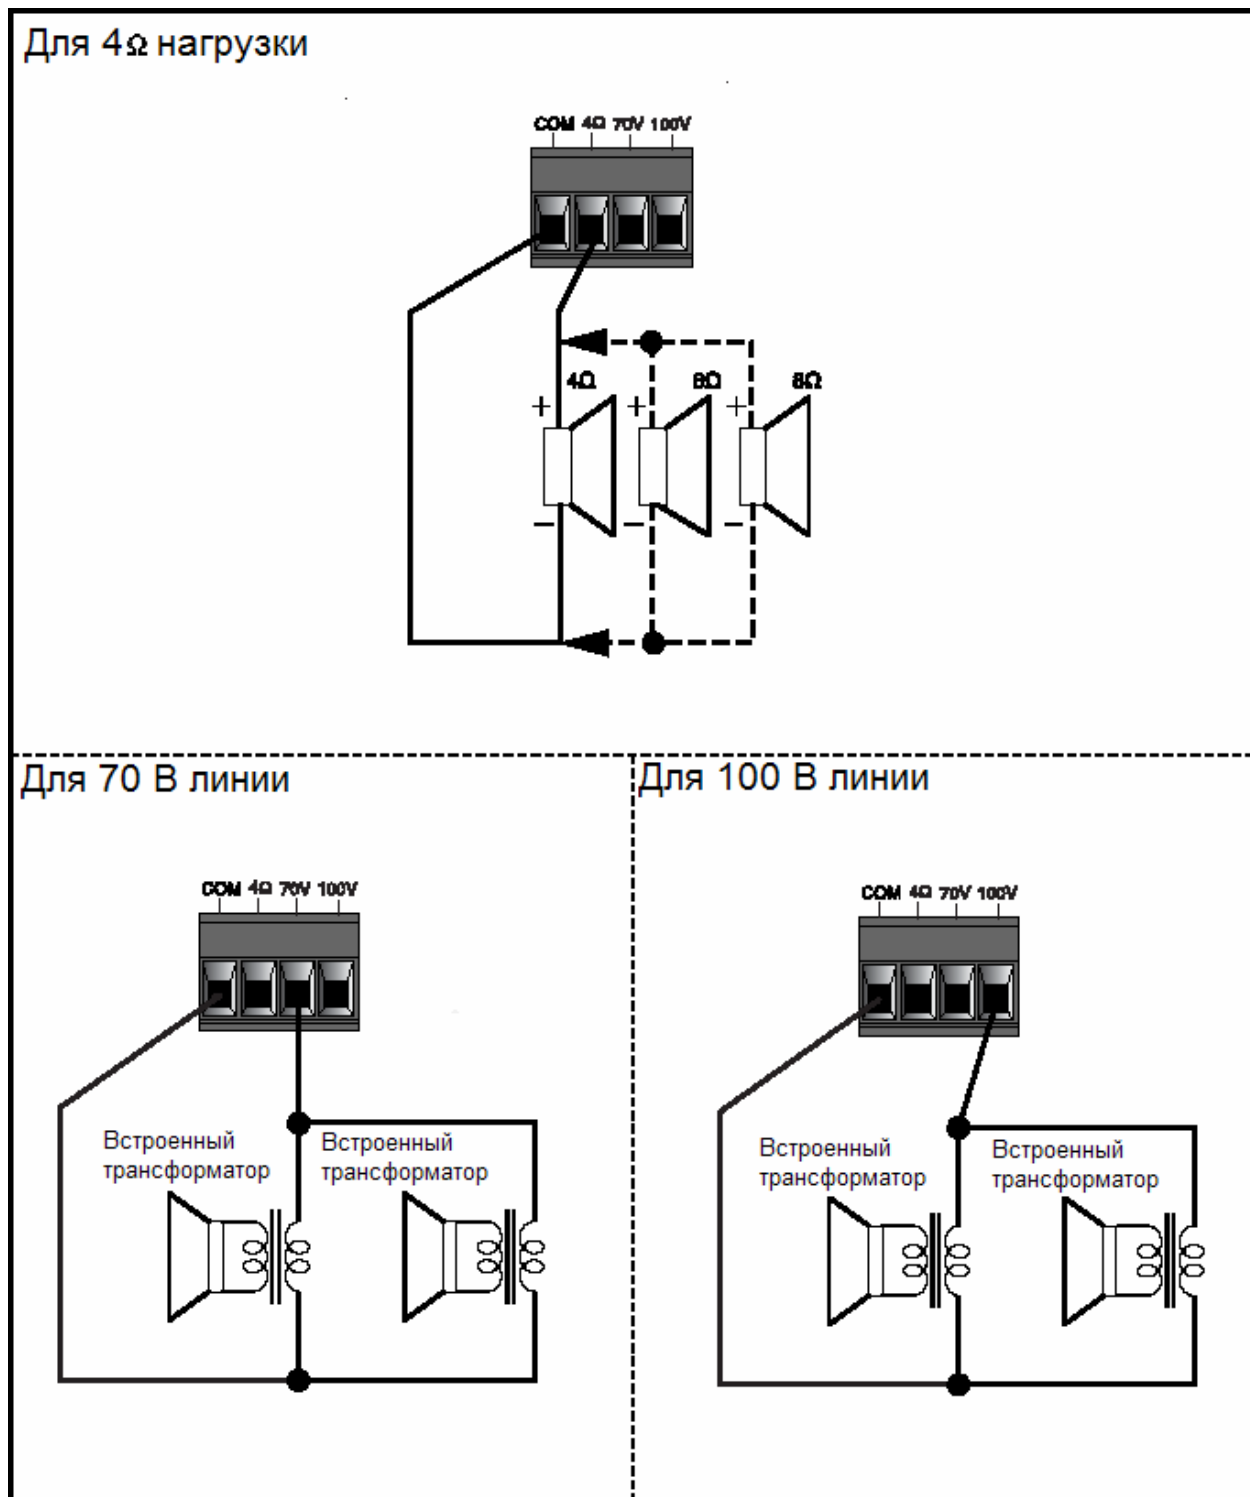 Для 4Ω нагрузки
COM 4Ω 70V 100V
4Ω 8Ω 8Ω
+ + +
− − −
Для 70 В линии
Для 100 В линии
COM 4Ω 70V 100V
COM 4Ω 70V 100V
Встроенный
трансформатор
Встроенный
трансформатор
Встроенный
трансформатор
Встроенный
трансформатор